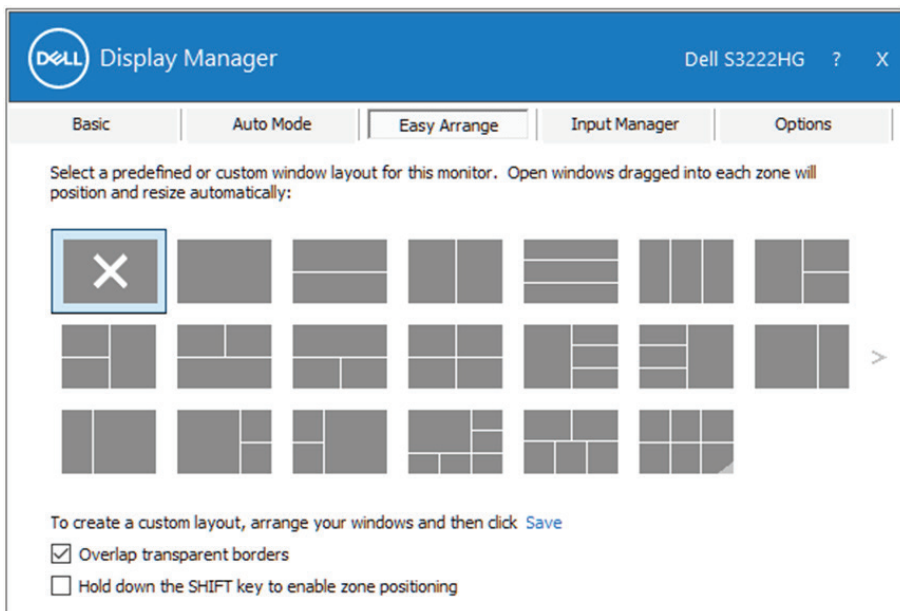 DELL Display Manager Dell S3222HG ? X
Basic Auto Mode Easy Arrange Input Manager Options
Select a predefined or custom window layout for this monitor. Open windows dragged into each zone will
position and resize automatically:
>
To create a custom layout, arrange your windows and then click Save
Overlap transparent borders
Hold down the SHIFT key to enable zone positioning